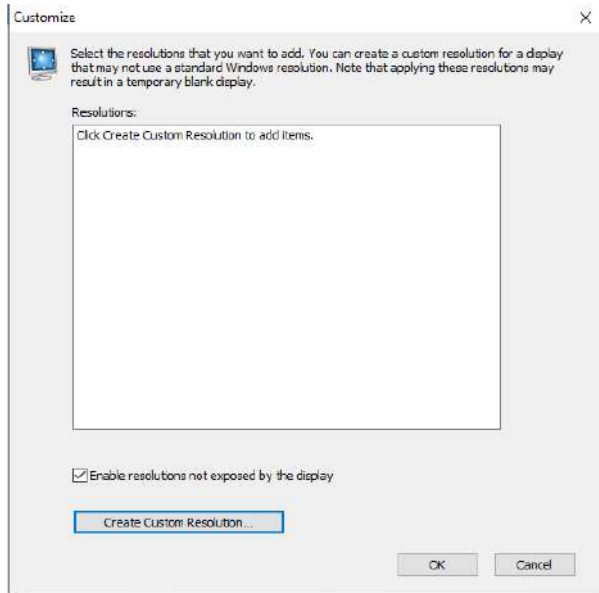 Customize
Select the resolutions that you want to add. You can create a custom resolution for a display
that may not use a standard Windows resolution. Note that applying these resolutions may
result in a temporary blank display.
Resolutions:
Click Create Custom Resolution to add items.
Enable resolutions not exposed by the display
Create Custom Resolution...
OK
Cancel